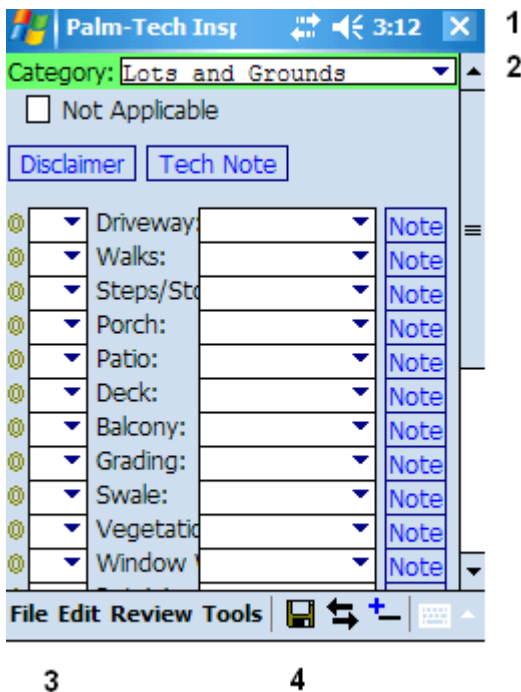 Palm-Tech Insp 3:12 1
Category: Lots and Grounds 2
Not Applicable
Disclaimer Tech Note
Driveway: Note
Walks: Note
Steps/Sto Note
Porch: Note
Patio: Note
Deck: Note
Balcony: Note
Grading: Note
Swale: Note
Vegetatio Note
Window W Note
File Edit Review Tools
3 4